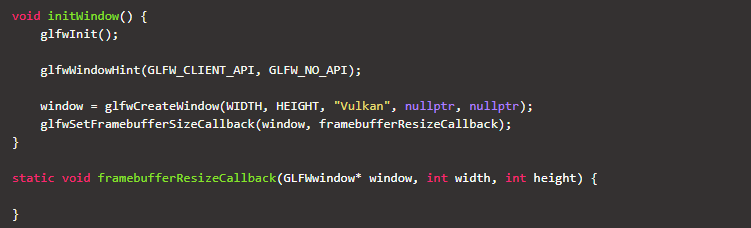 void initWindow() {
    glfwInit();

    glfwWindowHint(GLFW_CLIENT_API, GLFW_NO_API);

    window = glfwCreateWindow(WIDTH, HEIGHT, "Vulkan", nullptr, nullptr);
    glfwSetFramebufferSizeCallback(window, framebufferResizeCallback);
}

static void framebufferResizeCallback(GLFWwindow* window, int width, int height) {

}